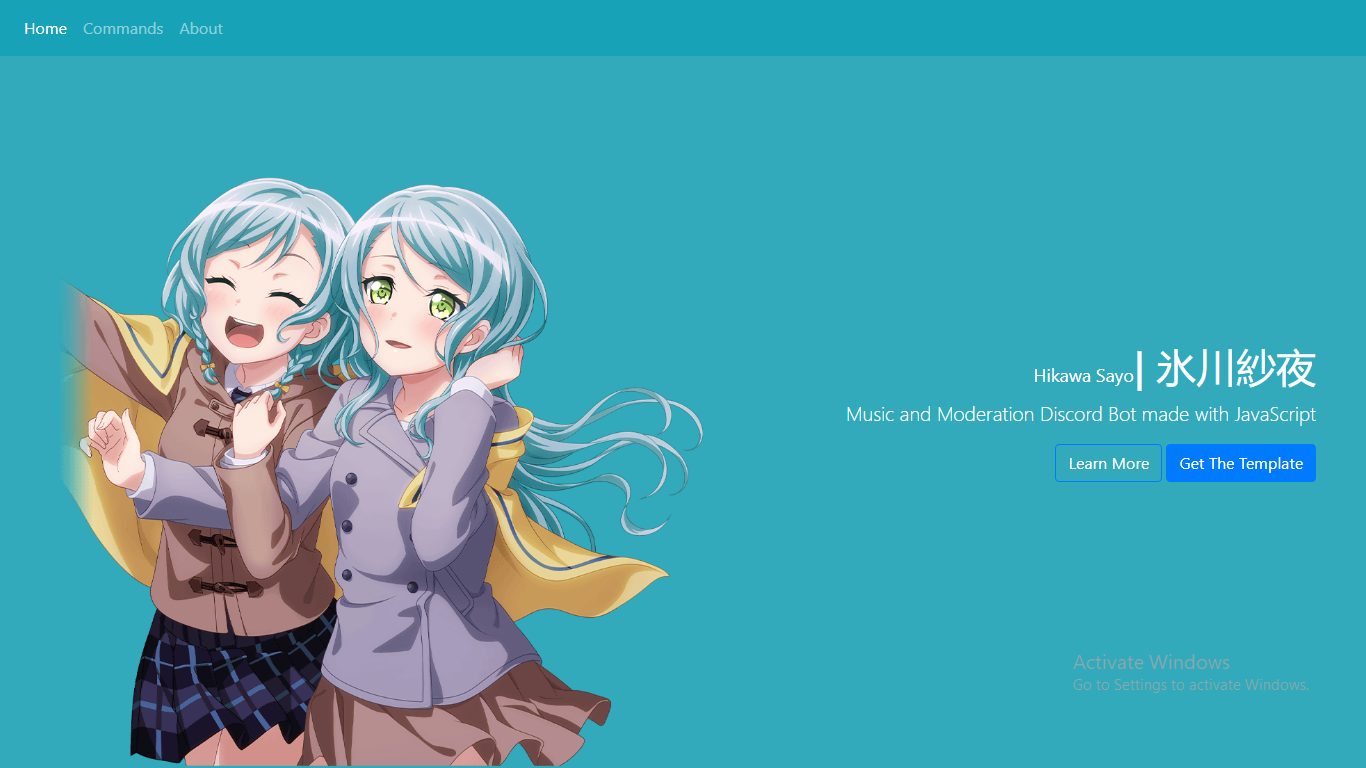 Home Commands About
Hikawa Sayo| 氷川紗夜
Music and Moderation Discord Bot made with JavaScript
Learn More Get The Template
Activate Windows
Go to Settings to activate Windows.